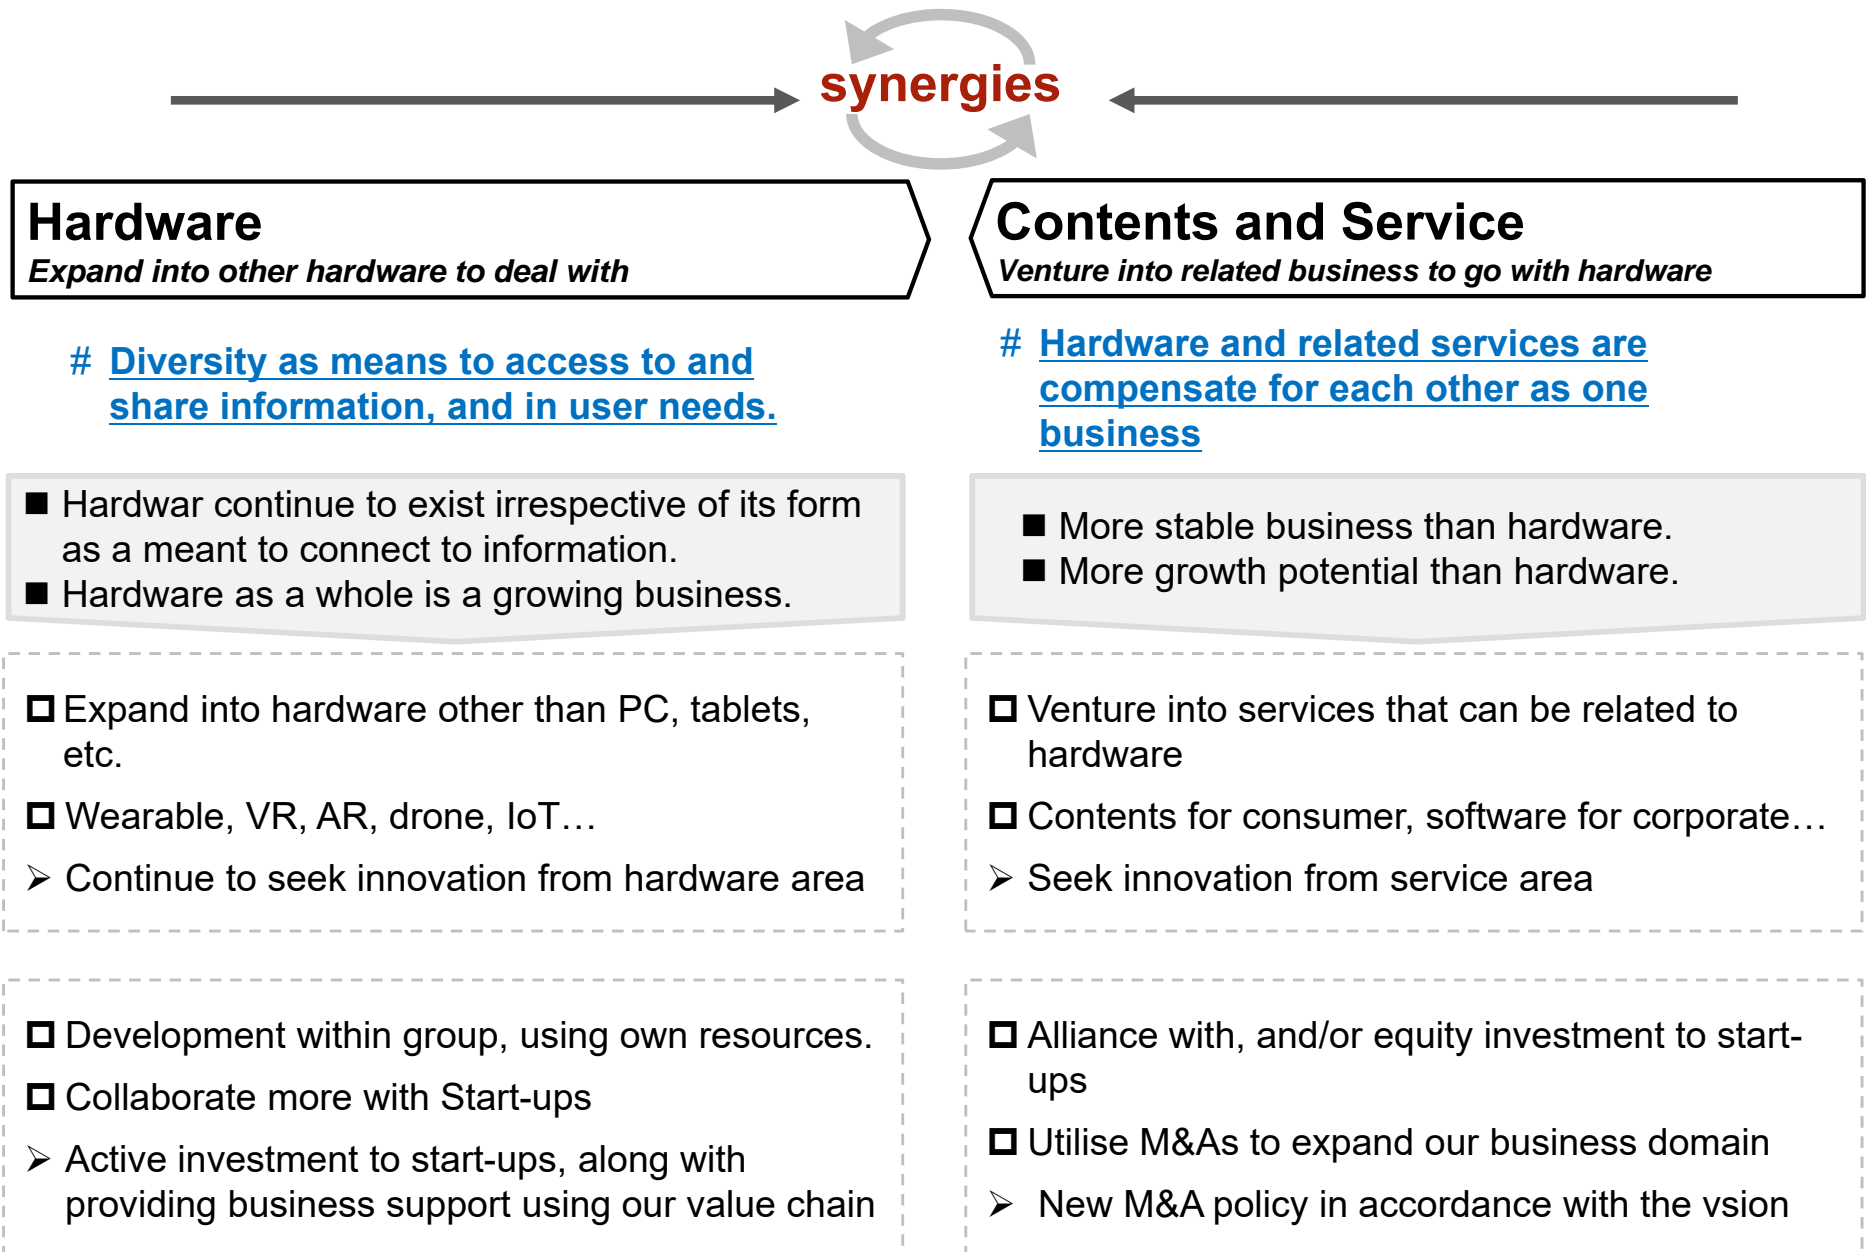 synergies
Hardware
Expand into other hardware to deal with
# Diversity as means to access to and
share information, and in user needs.
■ Hardwar continue to exist irrespective of its form
as a meant to connect to information.
■ Hardware as a whole is a growing business.
❑ Expand into hardware other than PC, tablets,
etc.
❑ Wearable, VR, AR, drone, IoT…
➢ Continue to seek innovation from hardware area
❑ Development within group, using own resources.
❑ Collaborate more with Start-ups
➢ Active investment to start-ups, along with
providing business support using our value chain
Contents and Service
Venture into related business to go with hardware
# Hardware and related services are
compensate for each other as one
business
■ More stable business than hardware.
■ More growth potential than hardware.
❑ Venture into services that can be related to
hardware
❑ Contents for consumer, software for corporate…
➢ Seek innovation from service area
❑ Alliance with, and/or equity investment to start-
ups
❑ Utilise M&As to expand our business domain
➢ New M&A policy in accordance with the vsion